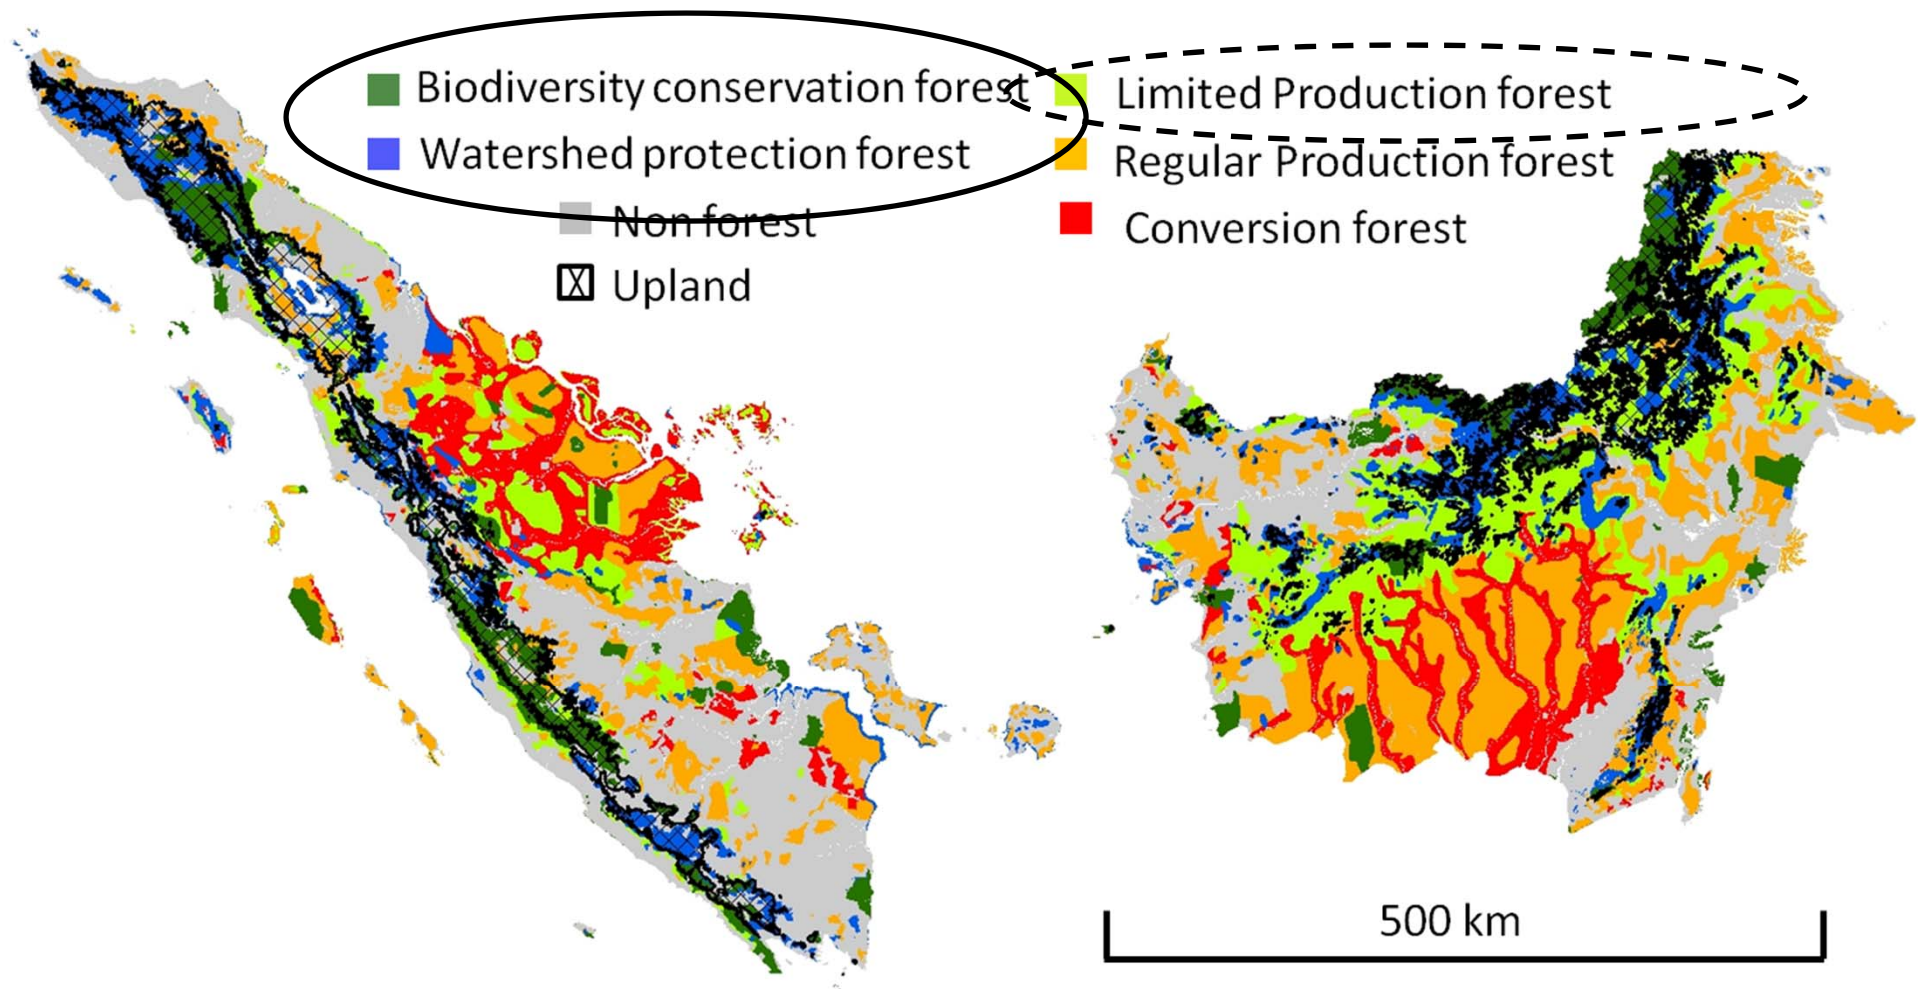 Biodiversity conservation forest
Watershed protection forest
Non forest
Upland
Limited Production forest
Regular Production forest
Conversion forest
500 km